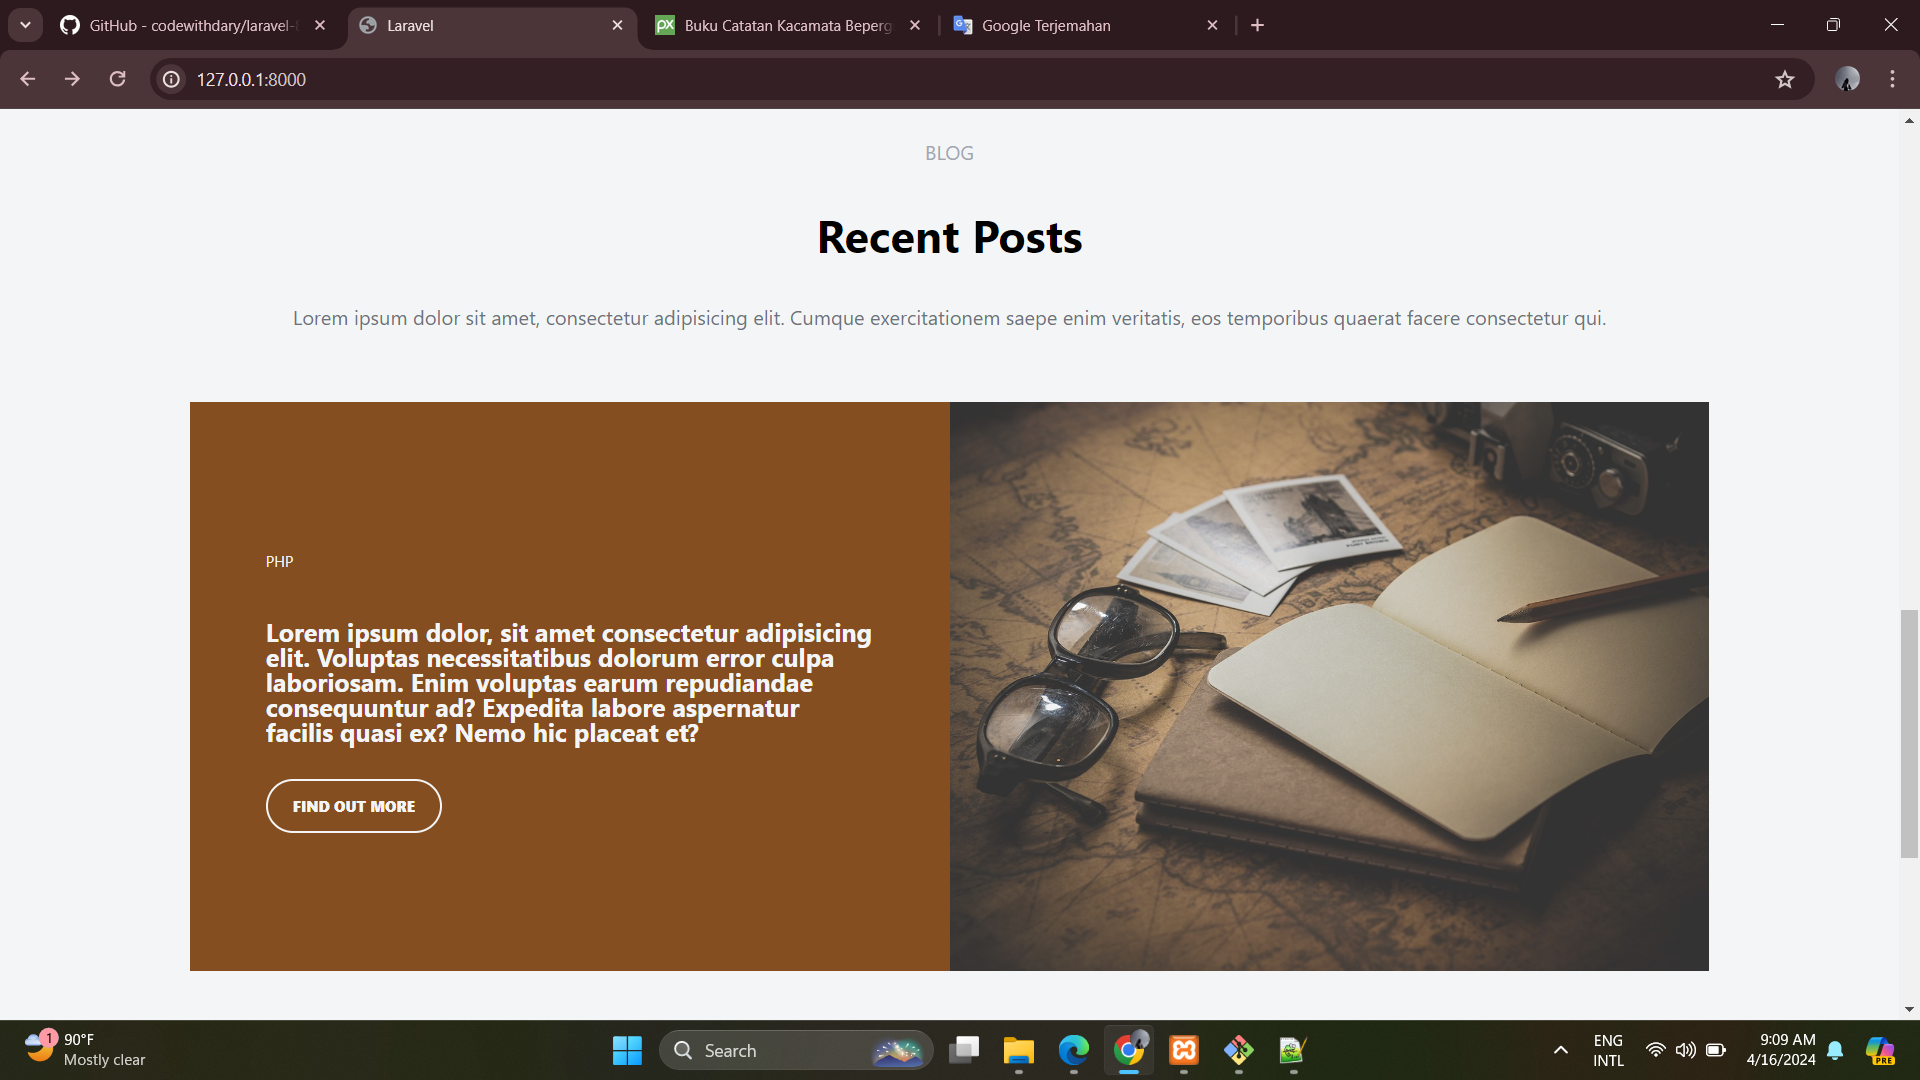 GitHub - codewithdary/laravel-8
Laravel
Buku Catatan Kacamata Beperg
Google Terjemahan
127.0.0.1:8000
BLOG
Recent Posts
Lorem ipsum dolor sit amet, consectetur adipisicing elit. Cumque exercitationem saepe enim veritatis, eos temporibus quaerat facere consectetur qui.
PHP
Lorem ipsum dolor, sit amet consectetur adipisicing
elit. Voluptas necessitatibus dolorum error culpa
laboriosam. Enim voluptas earum repudiandae
consequuntur ad? Expedita labore aspernatur
facilis quasi ex? Nemo hic placeat et?
FIND OUT MORE
1
90°F
Mostly clear
Search
ENG
INTL
9:09 AM
4/16/2024
PRE